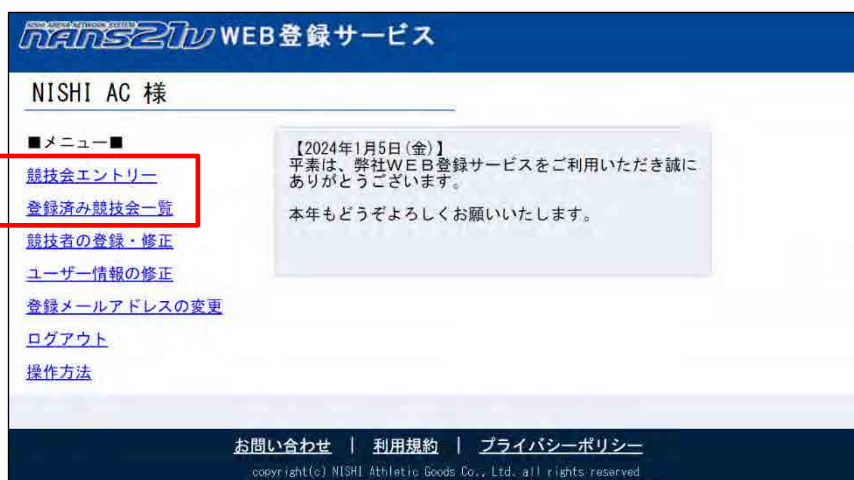 NISHI ARENA NETWORK SYSTEM
nans21V WEB登録サービス
NISHI AC 様
■メニュー■
競技会エントリー
登録済み競技会一覧
競技者の登録・修正
ユーザー情報の修正
登録メールアドレスの変更
ログアウト
操作方法
【2024年1月5日(金)】
平素は、弊社WEB登録サービスをご利用いただき誠に
ありがとうございます。
本年もどうぞよろしくお願いいたします。
お問い合わせ | 利用規約 | プライバシーポリシー
copyright(c) NISHI Athletic Goods Co., Ltd. all rights reserved